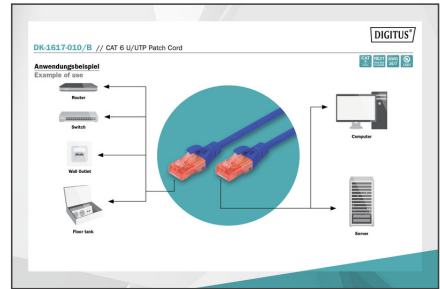 DIGITUS®
DK-1617-010/B // CAT 6 U/UTP Patch Cord
Anwendungsbeispiel
Example of use
Router
Switch
Wall Outlet
Floor tank
Computer
Server